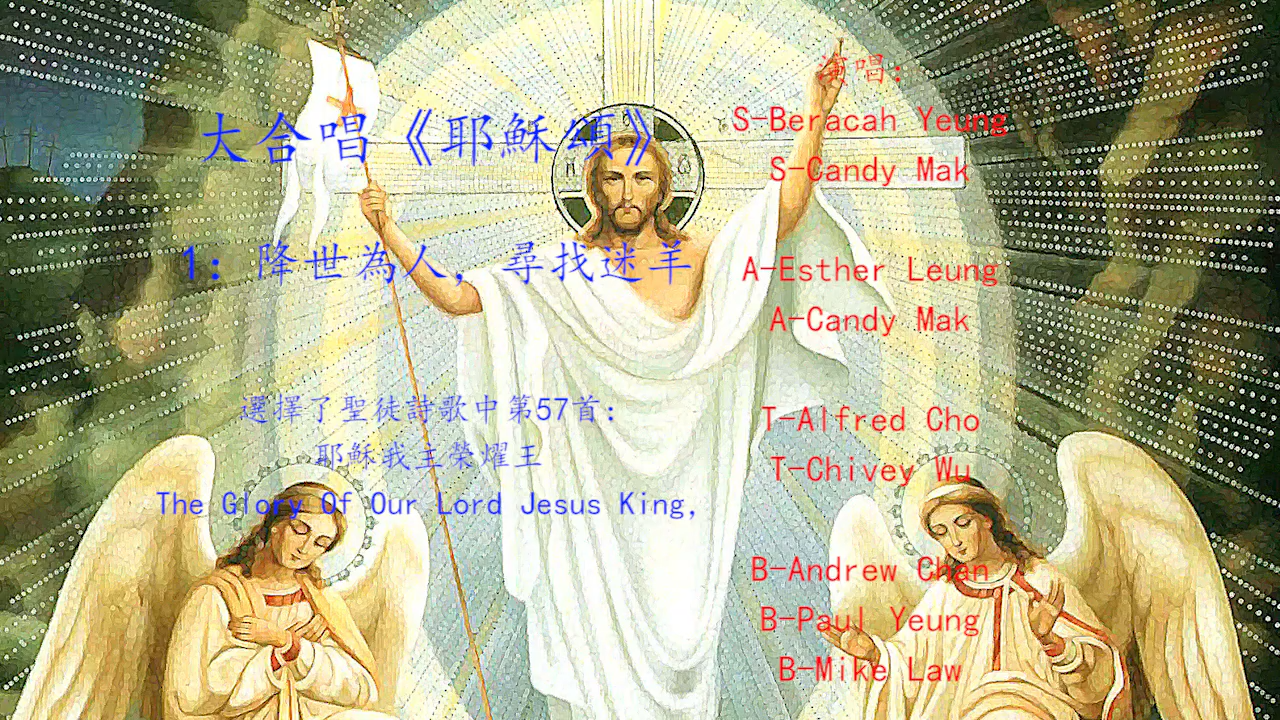 大合唱《耶穌頌》
1：降世為人，尋找迷羊
選擇了聖徒詩歌中第57首：
耶穌我主榮耀王
The Glory Of Our Lord Jesus King,
演唱：
S-Beracah Yeung
S-Candy Mak
A-Esther Leung
A-Candy Mak
T-Alfred Cho
T-Chivey Wu
B-Andrew Chan
B-Paul Yeung
B-Mike Law